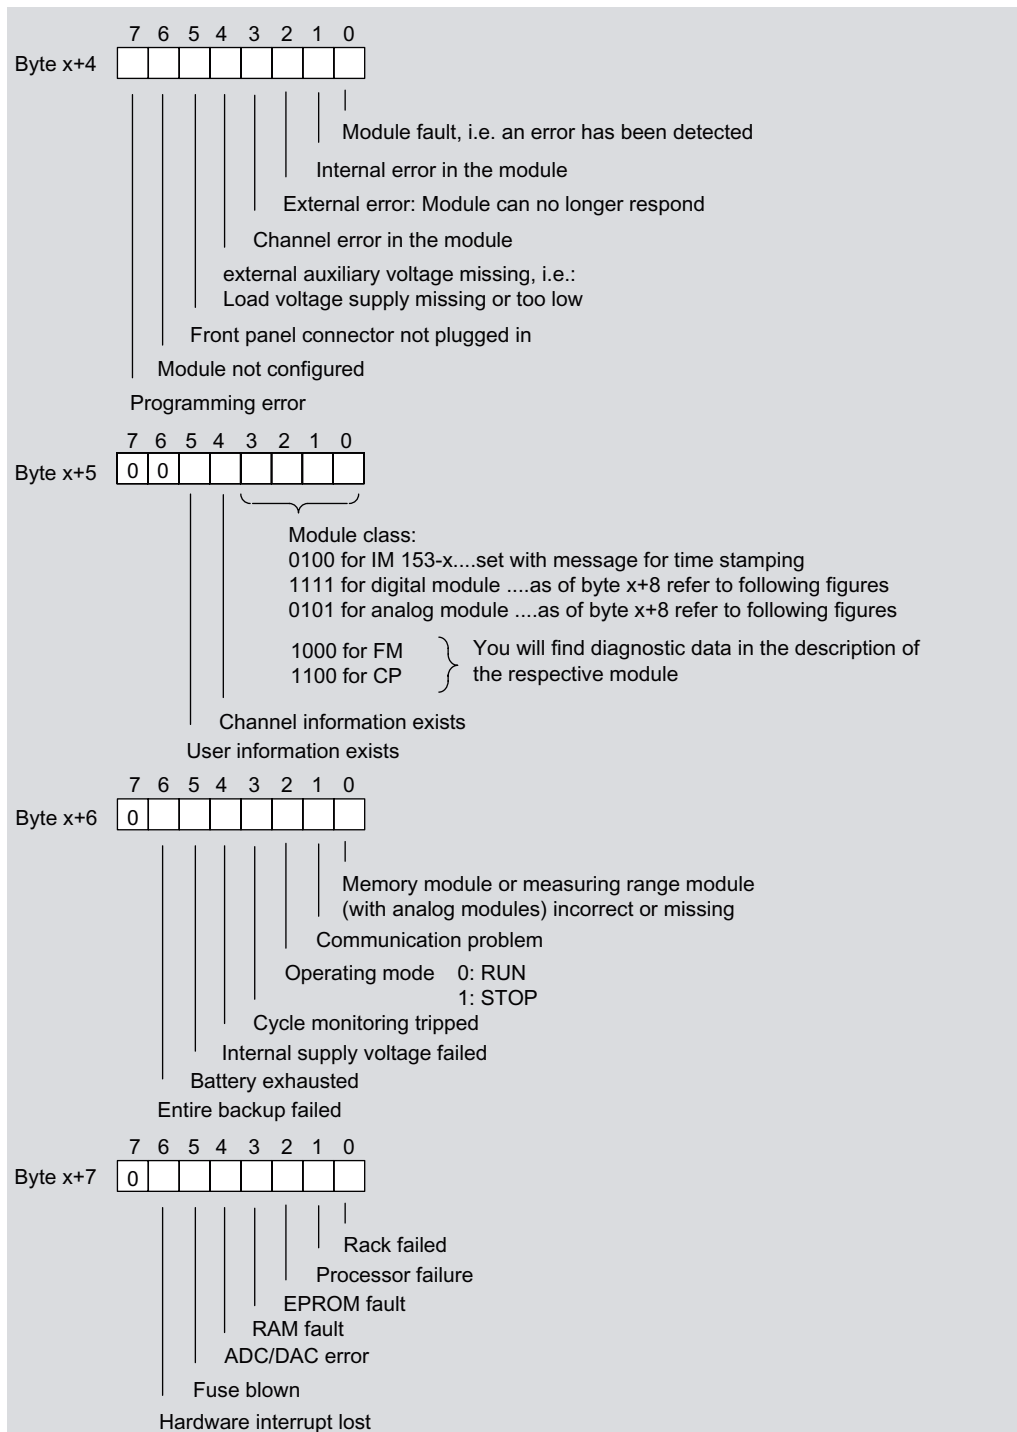 7 6 5 4 3 2 1 0
Byte x+4
Module fault, i.e. an error has been detected
Internal error in the module
External error: Module can no longer respond
Channel error in the module
external auxiliary voltage missing, i.e.:
Load voltage supply missing or too low
Front panel connector not plugged in
Module not configured
Programming error
7 6 5 4 3 2 1 0
Byte x+5 0 0
Module class:
0100 for IM 153-x....set with message for time stamping
1111 for digital module ....as of byte x+8 refer to following figures
0101 for analog module ....as of byte x+8 refer to following figures
1000 for FM
1100 for CP
You will find diagnostic data in the description of
the respective module
Channel information exists
User information exists
7 6 5 4 3 2 1 0
Byte x+6 0
Memory module or measuring range module
(with analog modules) incorrect or missing
Communication problem
Operating mode 0: RUN
1: STOP
Cycle monitoring tripped
Internal supply voltage failed
Battery exhausted
Entire backup failed
7 6 5 4 3 2 1 0
Byte x+7 0
Rack failed
Processor failure
EPROM fault
RAM fault
ADC/DAC error
Fuse blown
Hardware interrupt lost